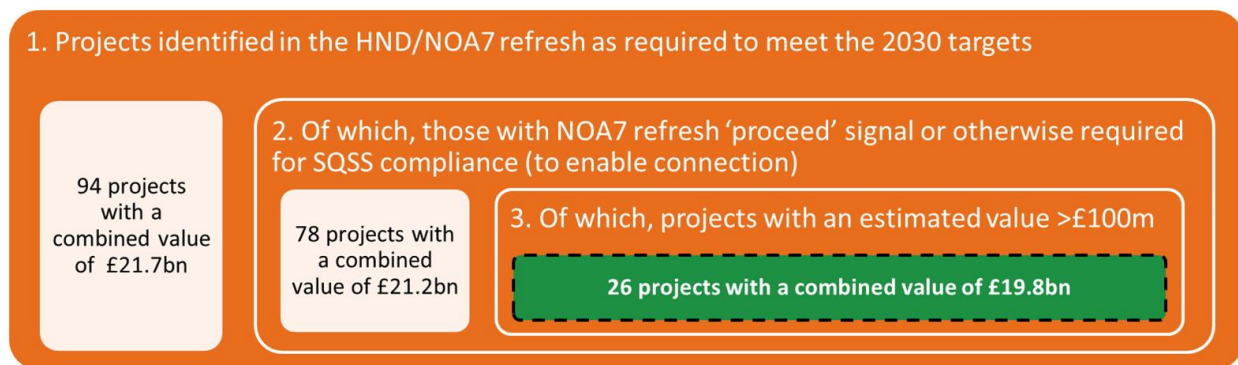 1. Projects identified in the HND/NOA7 refresh as required to meet the 2030 targets
94 projects
with a
combined value
of £21.7bn
2. Of which, those with NOA7 refresh ‘proceed’ signal or otherwise required
for SQSS compliance (to enable connection)
78 projects with
a combined
value of £21.2bn
3. Of which, projects with an estimated value >£100m
26 projects with a combined value of £19.8bn